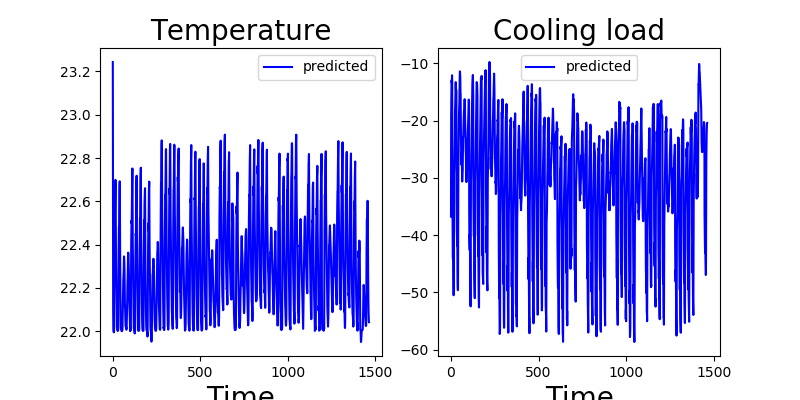 Temperature
Cooling load
predicted
predicted
23.2
23.0
22.8
22.6
22.4
22.2
22.0
−10
−20
−30
−40
−50
−60
0 500 1000 1500
0 500 1000 1500
Time
Time